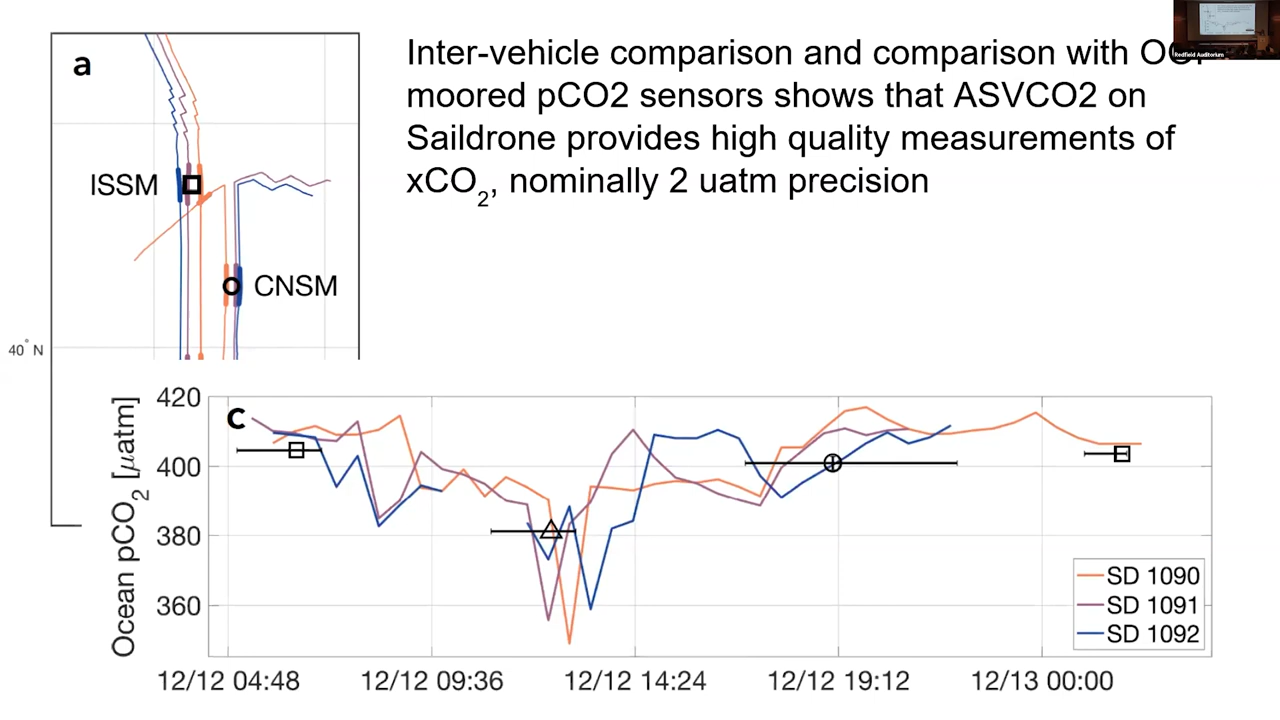 Inter-vehicle comparison and comparison with
moored pCO2 sensors shows that ASVCO2 on
Saildrone provides high quality measurements of
xCO2, nominally 2 uatm precision
Redfield Auditorium
a
ISSM
CNSM
40° N
c
Ocean pCO2 [µatm]
420
400
380
360
SD 1090
SD 1091
SD 1092
12/12 04:48
12/12 09:36
12/12 14:24
12/12 19:12
12/13 00:00